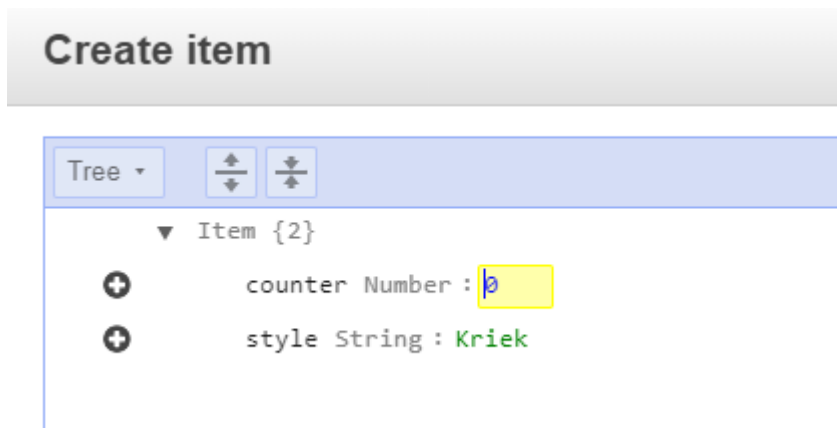 Create item
Tree
Item {2}
counter Number : 0
style String : Kriek